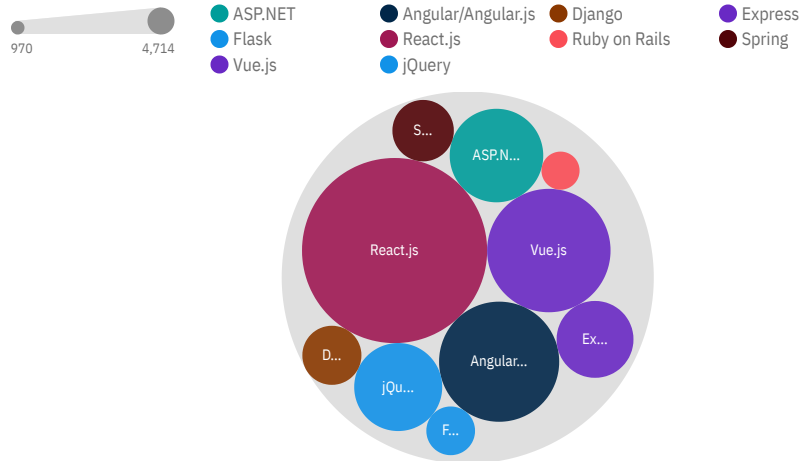 970
4,714
ASP.NET
Angular/Angular.js
Django
Express
Flask
React.js
Ruby on Rails
Spring
Vue.js
jQuery
S...
ASP.N...
React.js
Vue.js
Ex...
D...
Angular...
jQu...
F...